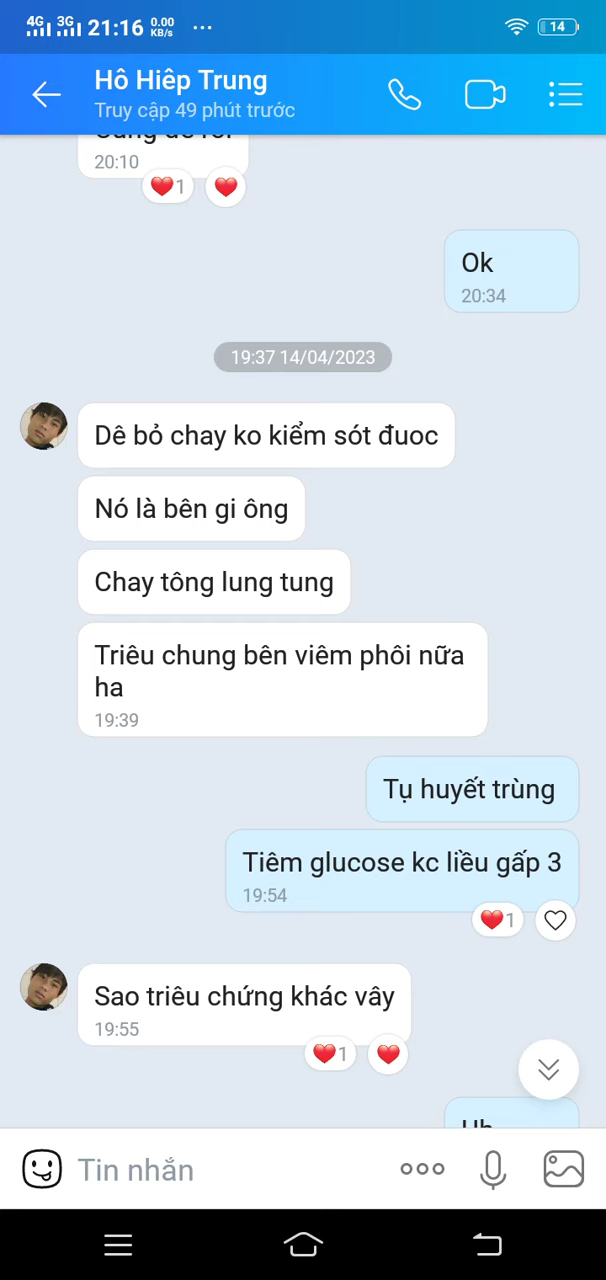 4G 3G 21:16 0.00 KB/s ... 14
Hô Hiêp Trung
Truy cập 49 phút trước
20:10
1
Ok
20:34
19:37 14/04/2023
Dê bỏ chay ko kiểm sót đuoc
Nó là bên gi ông
Chay tông lung tung
Triêu chung bên viêm phôi nữa
ha
19:39
Tụ huyết trùng
Tiêm glucose kc liều gấp 3
19:54
1
Sao triêu chứng khác vây
19:55
1
Tin nhắn